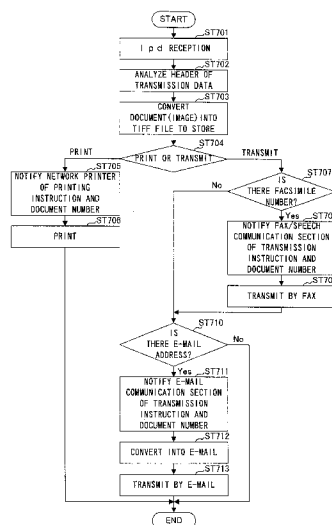 START
ST701
lpd RECEPTION
ST702
ANALYZE HEADER OF
TRANSMISSION DATA
ST703
CONVERT
DOCUMENT(IMAGE)INTO
TIFF FILE TO STORE
ST704
PRINT OR TRANSMIT
PRINT
TRANSMIT
ST705
NOTIFY NETWORK PRINTER
OF PRINTING
INSTRUCTION AND
DOCUMENT NUMBER
ST706
PRINT
ST707
IS
THERE FACSIMILE
NUMBER?
No
Yes
ST70
NOTIFY FAX/SPEECH
COMMUNICATION SECTION
OF TRANSMISSION
INSTRUCTION AND
DOCUMENT NUMBER
ST70
TRANSMIT BY FAX
ST710
IS
THERE E-MAIL
ADDRESS?
No
Yes
ST711
NOTIFY E-MAIL
COMMUNICATION SECTION
OF TRANSMISSION
INSTRUCTION AND
DOCUMENT NUMBER
ST712
CONVERT INTO E-MAIL
ST713
TRANSMIT BY E-MAIL
END